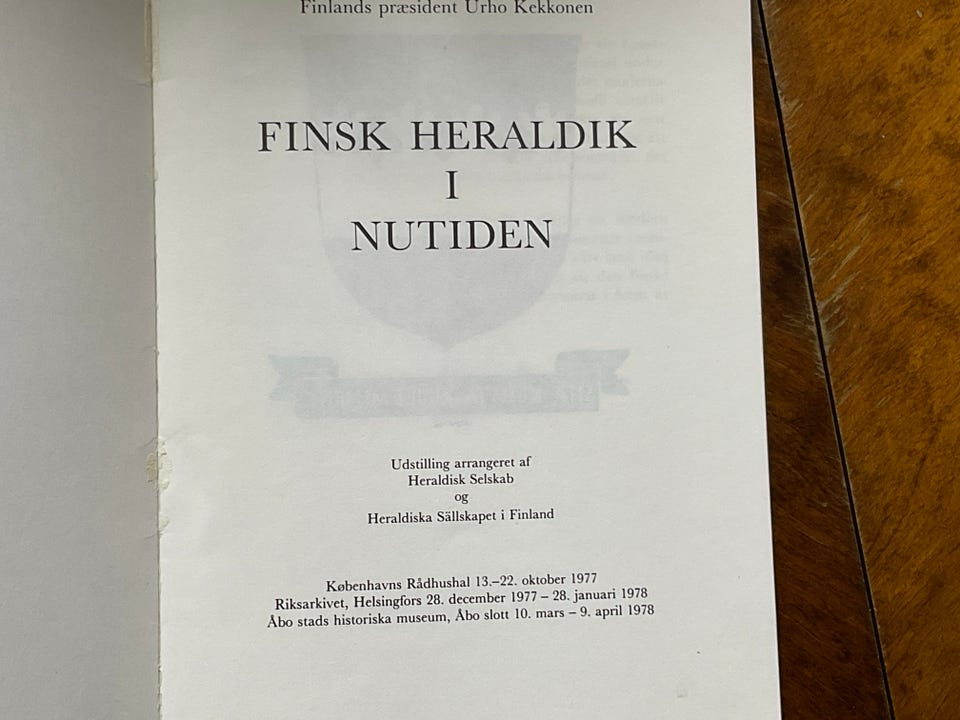 Finlands præsident Urho Kekkonen
FINSK HERALDIK
I
NUTIDEN
Udstilling arrangeret af
Heraldisk Selskab
og
Heraldiska Sällskapet i Finland
Københavns Rådhushal 13.–22. oktober 1977
Riksarkivet, Helsingfors 28. december 1977 – 28. januari 1978
Åbo stads historiska museum, Åbo slott 10. mars – 9. april 1978